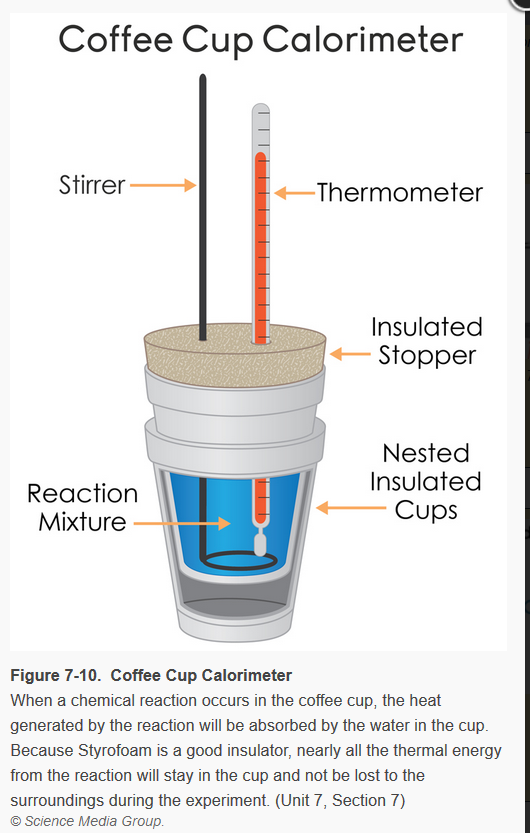 Coffee Cup Calorimeter
Stirrer
Thermometer
Insulated
Stopper
Nested
Insulated
Cups
Reaction
Mixture
Figure 7-10.  Coffee Cup Calorimeter
When a chemical reaction occurs in the coffee cup, the heat
generated by the reaction will be absorbed by the water in the cup.
Because Styrofoam is a good insulator, nearly all the thermal energy
from the reaction will stay in the cup and not be lost to the
surroundings during the experiment. (Unit 7, Section 7)
© Science Media Group.